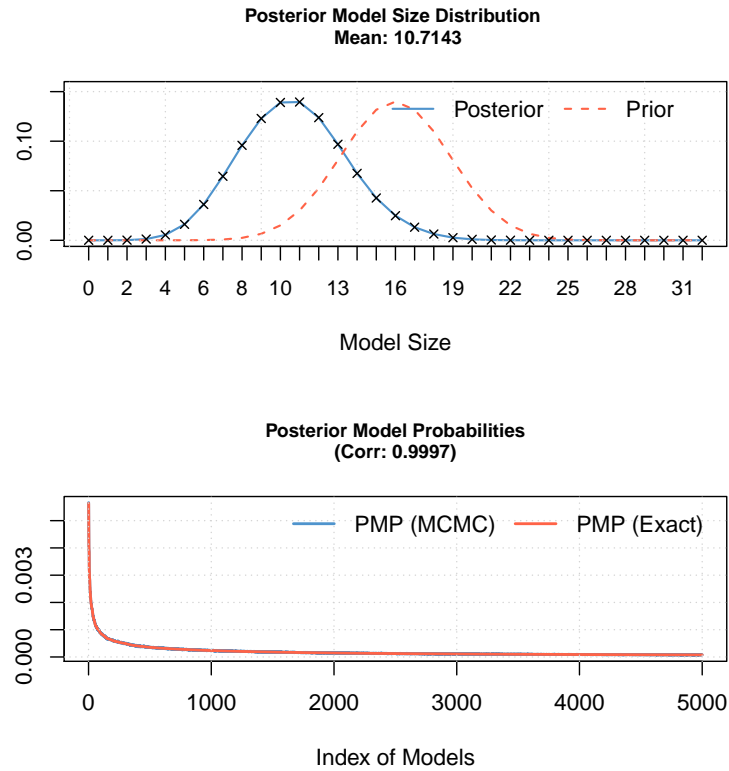 Posterior Model Size Distribution
Mean: 10.7143
0.10
0.00
Posterior
Prior
0 2 4 6 8 10 13 16 19 22 25 28 31
Model Size
Posterior Model Probabilities
(Corr: 0.9997)
0.003
0.000
PMP (MCMC)
PMP (Exact)
0 1000 2000 3000 4000 5000
Index of Models